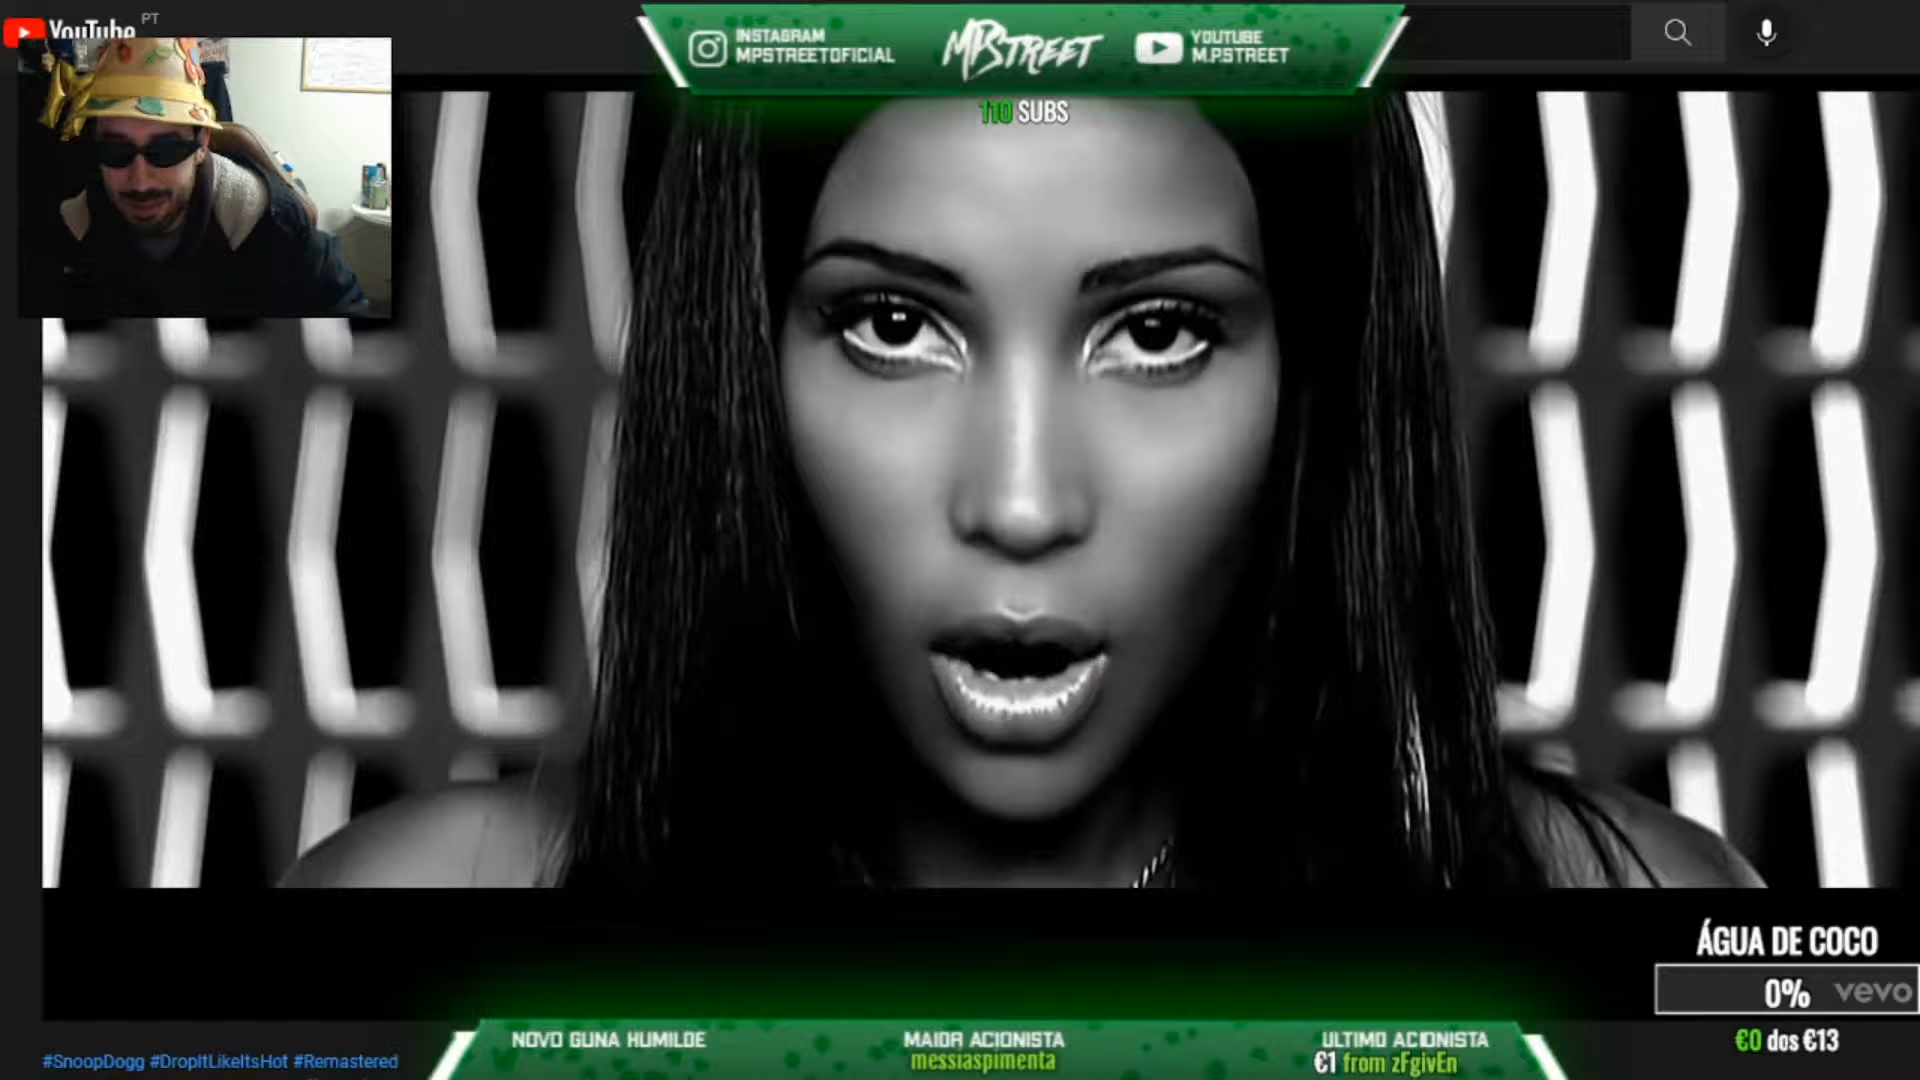 YouTube PT
INSTAGRAM
MPSTREETOFICIAL
MPSTREET
YOUTUBE
M.P.STREET
110 SUBS
ÁGUA DE COCO
0%
vevo
€0 dos €13
NOVO GUNA HUMILDE
MAIOR ACIONISTA
messiaspimenta
ULTIMO ACIONISTA
€1 from zFgivEn
#SnoopDogg #DropItLikeItsHot #Remastered